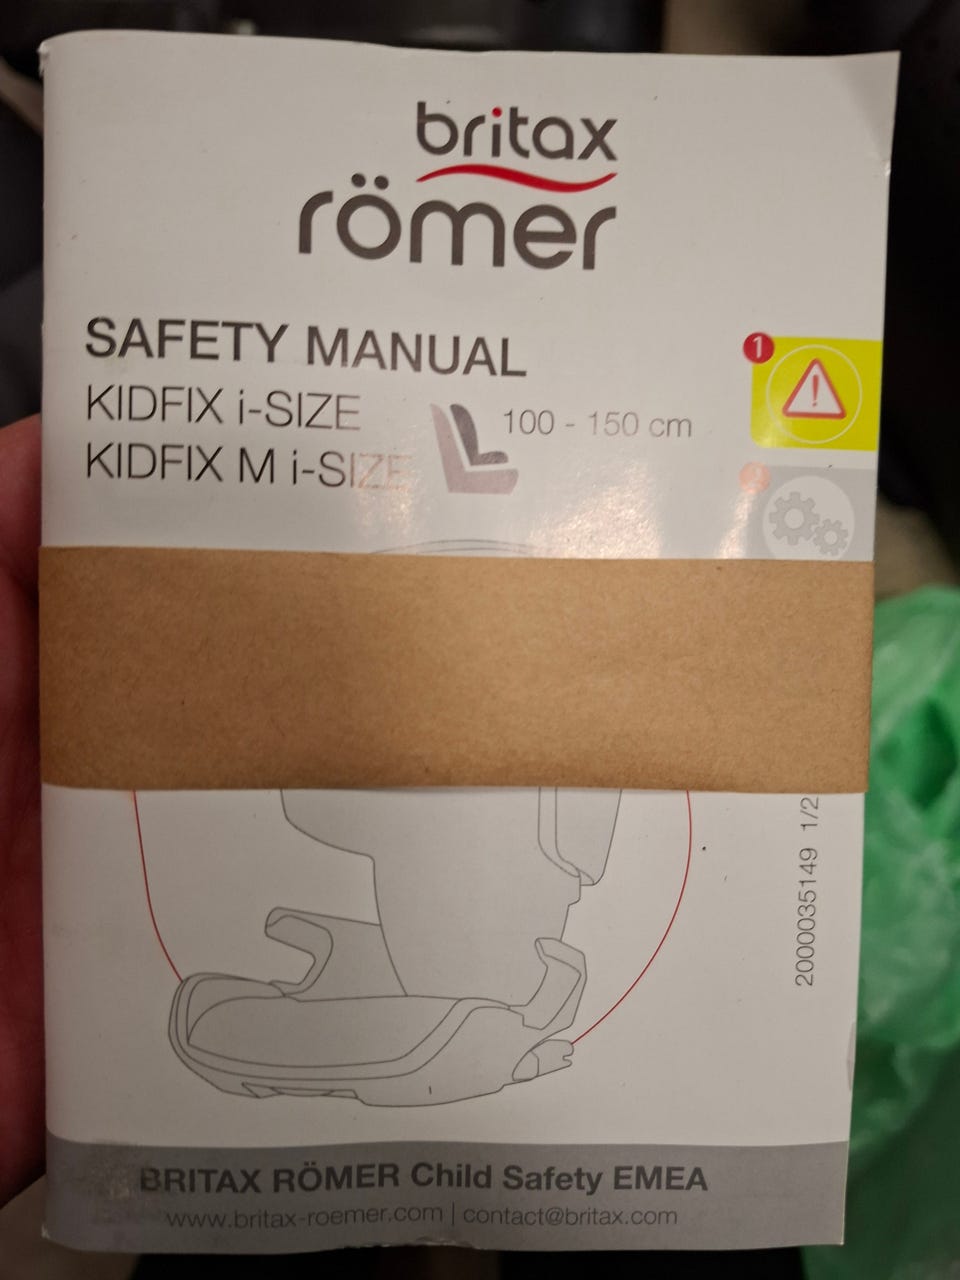 britax
römer
SAFETY MANUAL
KIDFIX i-SIZE
KIDFIX M i-SIZE
100 - 150 cm
1
2000035149 1/2
BRITAX RÖMER Child Safety EMEA
www.britax-roemer.com | contact@britax.com